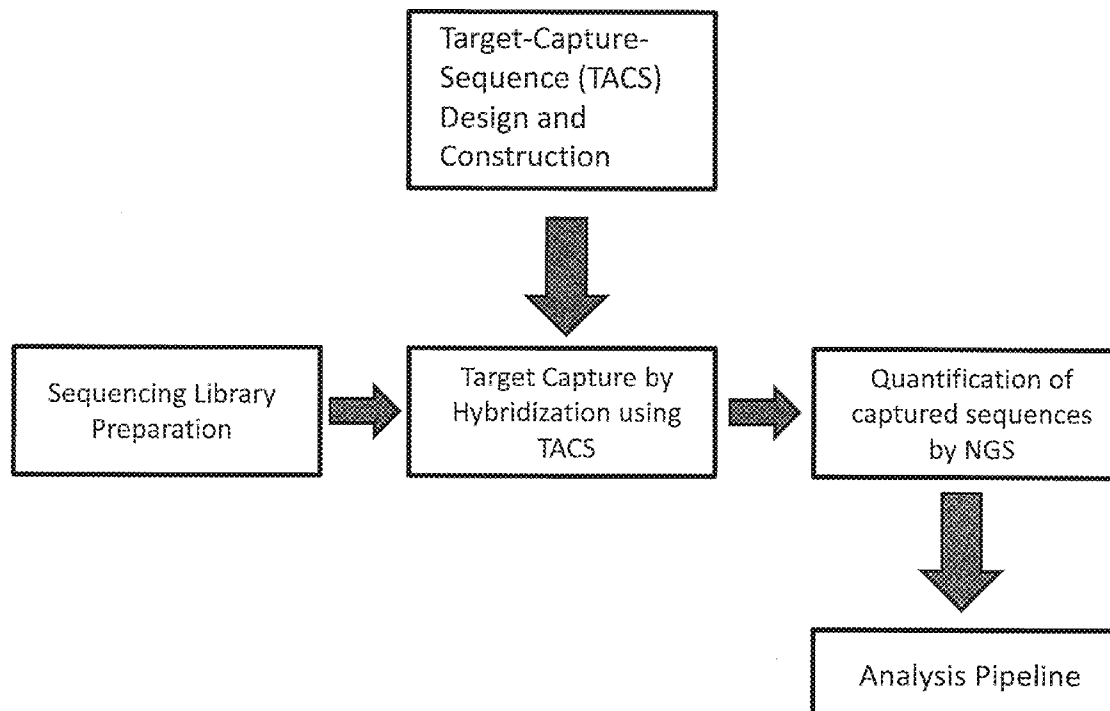 Target-Capture-
Sequence (TACS)
Design and
Construction
Sequencing Library
Preparation
Target Capture by
Hybridization using
TACS
Quantification of
captured sequences
by NGS
Analysis Pipeline